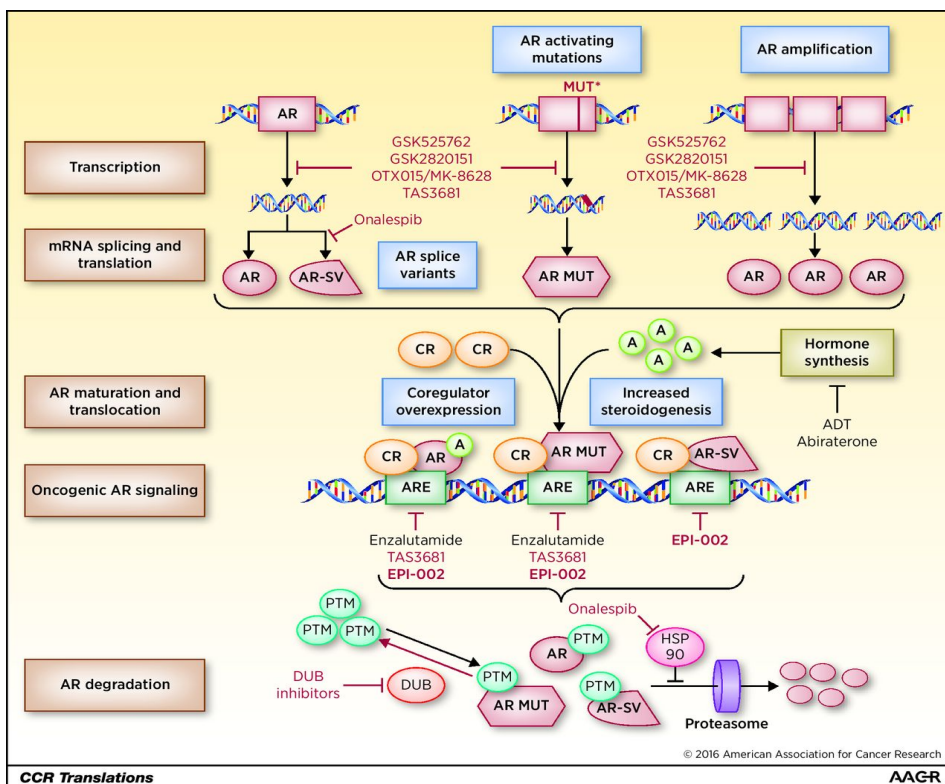 AR activating
mutations
AR amplification
MUT*
AR
Transcription
GSK525762
GSK2820151
OTX015/MK-8628
TAS3681
GSK525762
GSK2820151
OTX015/MK-8628
TAS3681
Onalespib
mRNA splicing and
translation
AR
AR-SV
AR splice
variants
AR MUT
AR
AR
AR
CR
CR
A
A
A
A
Hormone
synthesis
AR maturation and
translocation
Coregulator
overexpression
Increased
steroidogenesis
ADT
Abiraterone
Oncogenic AR signaling
CR
AR
A
ARE
CR
AR MUT
ARE
CR
AR-SV
ARE
Enzalutamide
TAS3681
EPI-002
Enzalutamide
TAS3681
EPI-002
EPI-002
PTM
PTM
PTM
Onalespib
HSP
90
PTM
AR
AR degradation
DUB
inhibitors
DUB
PTM
AR MUT
PTM
AR-SV
Proteasome
© 2016 American Association for Cancer Research
CCR Translations
AACR